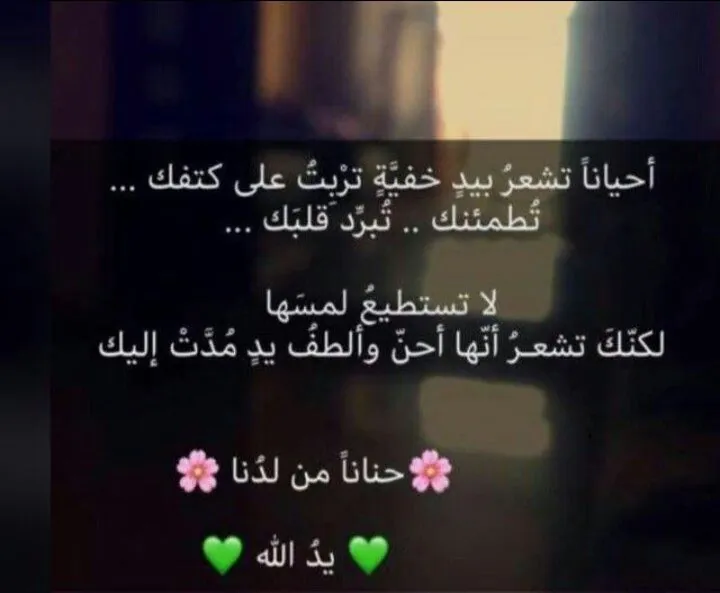 أحياناً تشعرُ بيدٍ خفيَّةٍ ترْبِتُ على كتفك ...
تُطمئنك .. تُبرِّد قلبَك ...
لا تستطيعُ لمسَها
لكنّكَ تشعـرُ أنّها أحنّ وألطفُ يدٍ مُدَّتْ إليك
🌸حناناً من لدُنا 🌸
💚 يدُ الله 💚